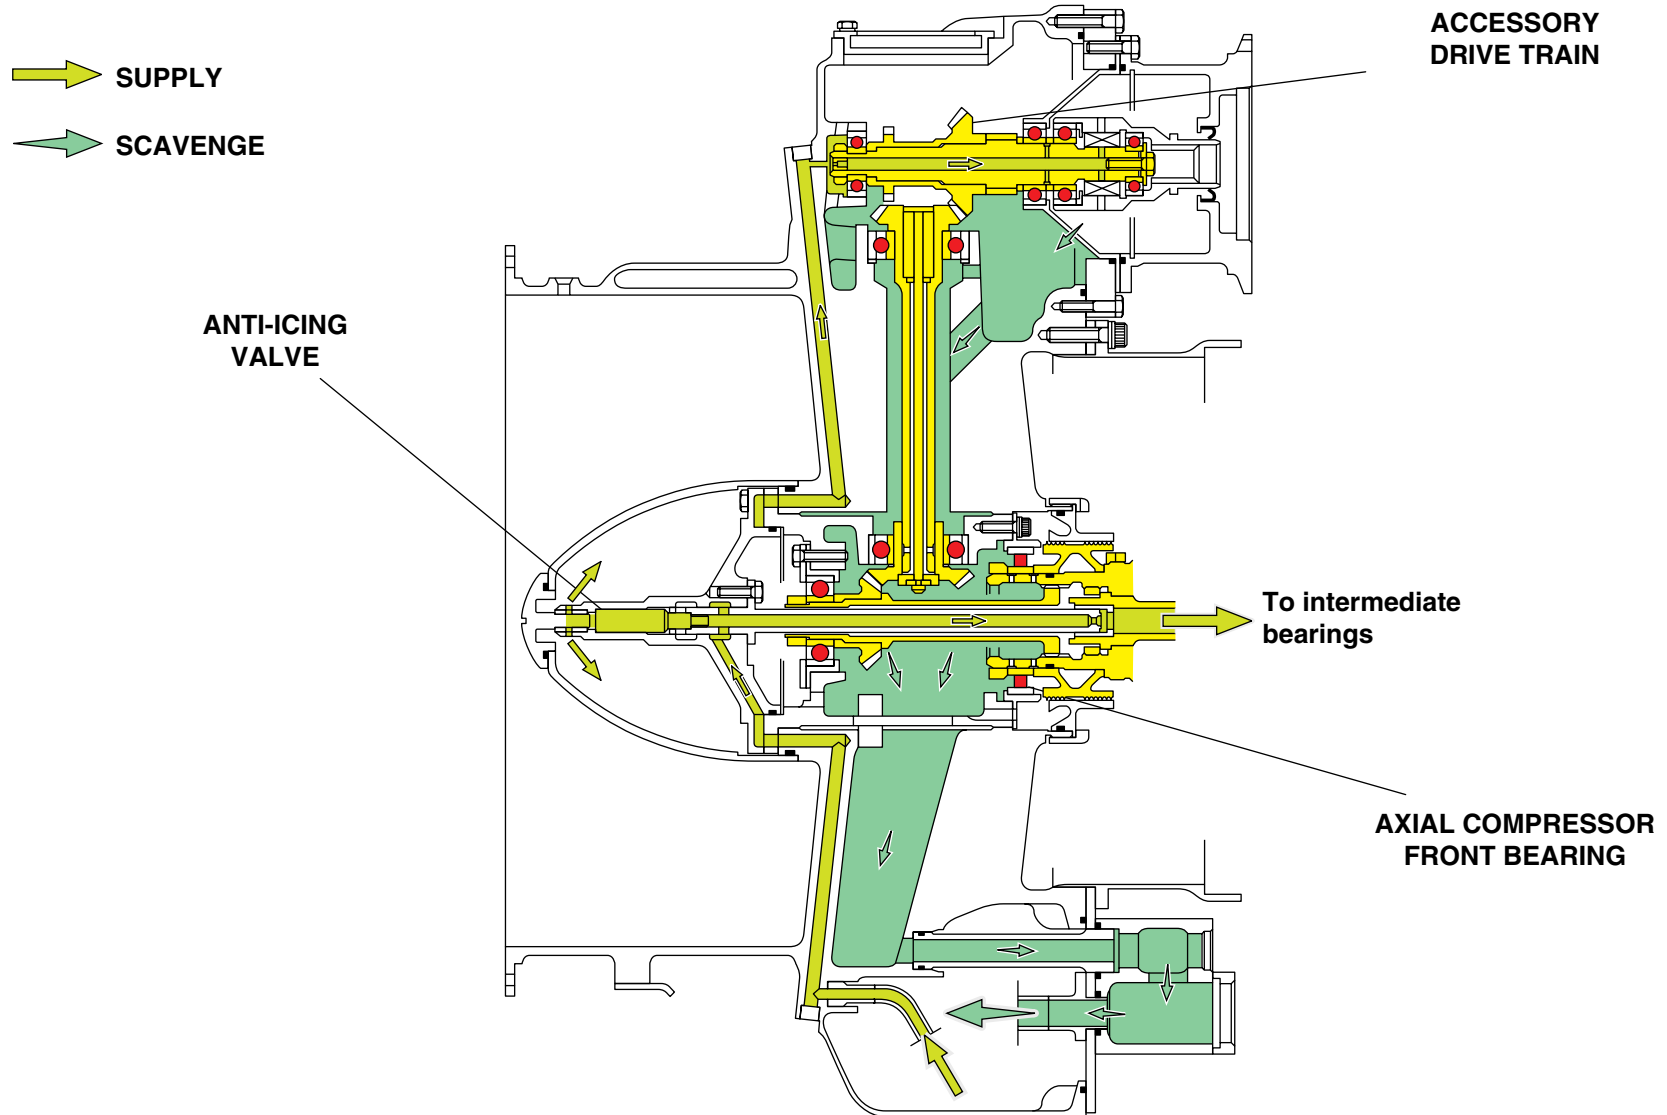 SUPPLY
SCAVENGE
ACCESSORY
DRIVE TRAIN
ANTI-ICING
VALVE
To intermediate
bearings
AXIAL COMPRESSOR
FRONT BEARING